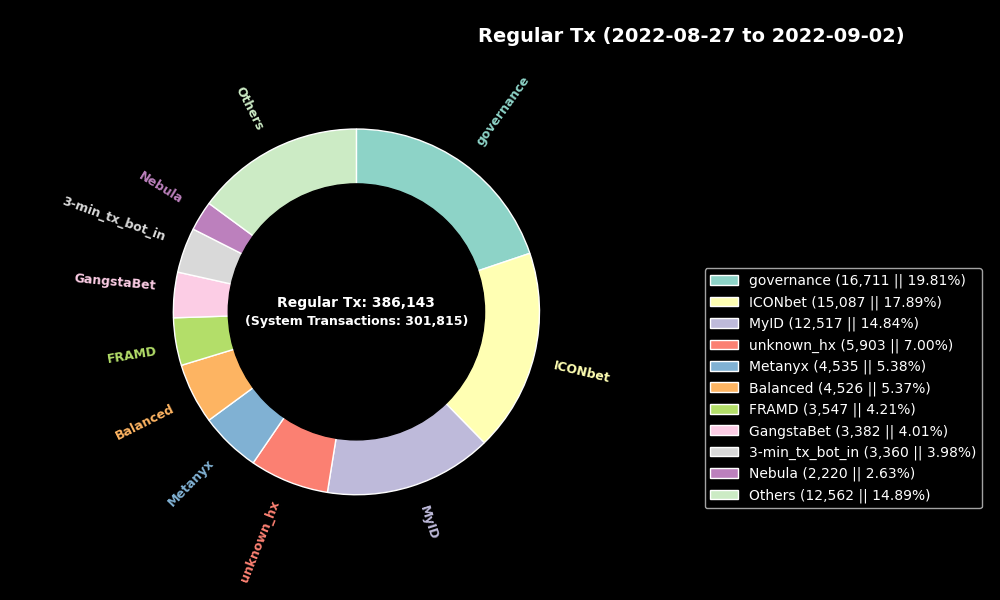 Regular Tx (2022-08-27 to 2022-09-02)
governance
Others
Nebula
3-min_tx_bot_in
GangstaBet
FRAMD
Balanced
Metanyx
unknown_hx
MyID
ICONbet
Regular Tx: 386,143
(System Transactions: 301,815)
governance (16,711 || 19.81%)
ICONbet (15,087 || 17.89%)
MyID (12,517 || 14.84%)
unknown_hx (5,903 || 7.00%)
Metanyx (4,535 || 5.38%)
Balanced (4,526 || 5.37%)
FRAMD (3,547 || 4.21%)
GangstaBet (3,382 || 4.01%)
3-min_tx_bot_in (3,360 || 3.98%)
Nebula (2,220 || 2.63%)
Others (12,562 || 14.89%)